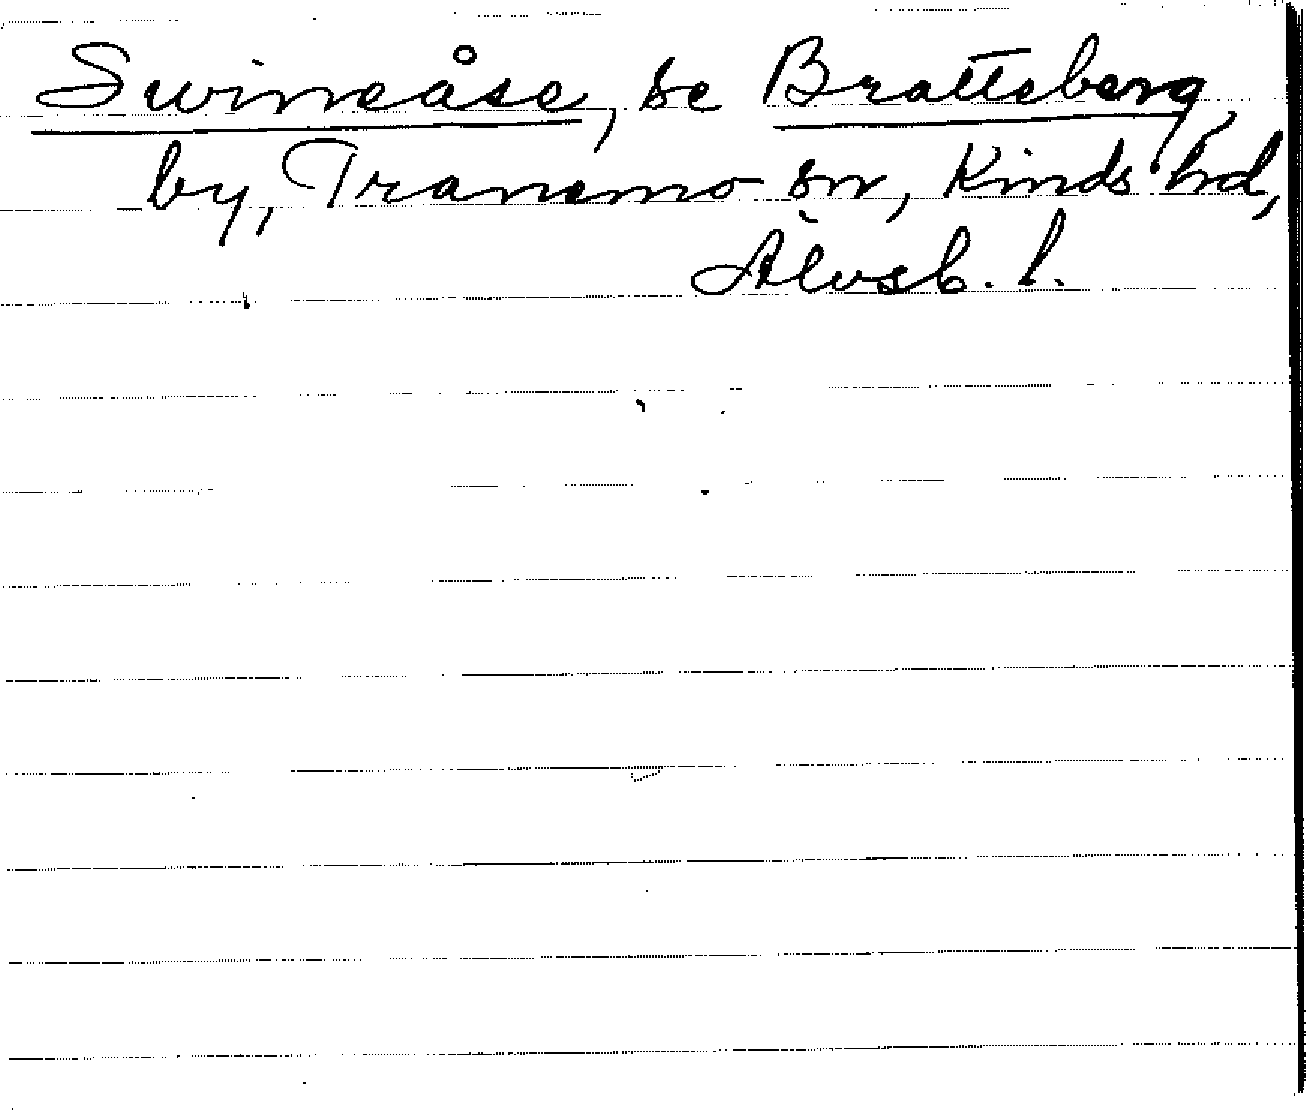 Swineåse, se Brattsberg,
by, Tranemo sn, Kinds hd,
Älvsb. l.